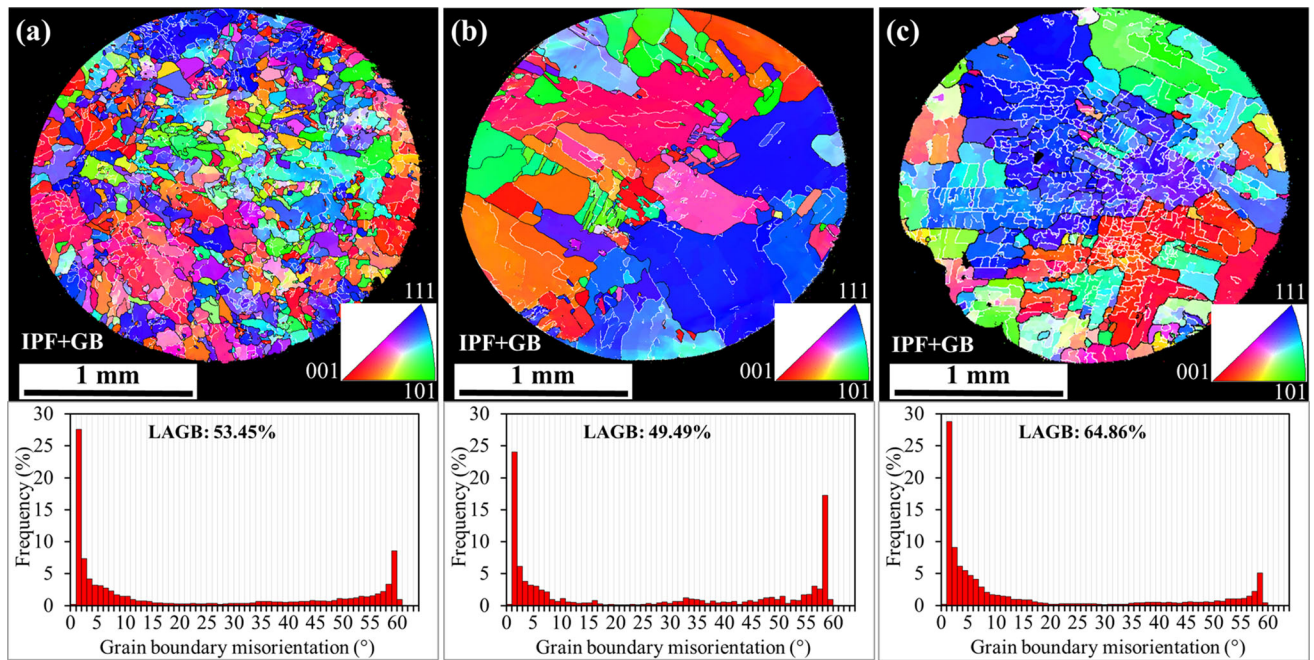 (a)
111
IPF+GB
001
101
1 mm
(b)
111
IPF+GB
001
101
1 mm
(c)
111
IPF+GB
001
101
1 mm
LAGB: 53.45%
Frequency (%)
30
25
20
15
10
5
0
0 5 10 15 20 25 30 35 40 45 50 55 60
Grain boundary misorientation (°)
LAGB: 49.49%
Frequency (%)
30
25
20
15
10
5
0
0 5 10 15 20 25 30 35 40 45 50 55 60
Grain boundary misorientation (°)
LAGB: 64.86%
Frequency (%)
30
25
20
15
10
5
0
0 5 10 15 20 25 30 35 40 45 50 55 60
Grain boundary misorientation (°)